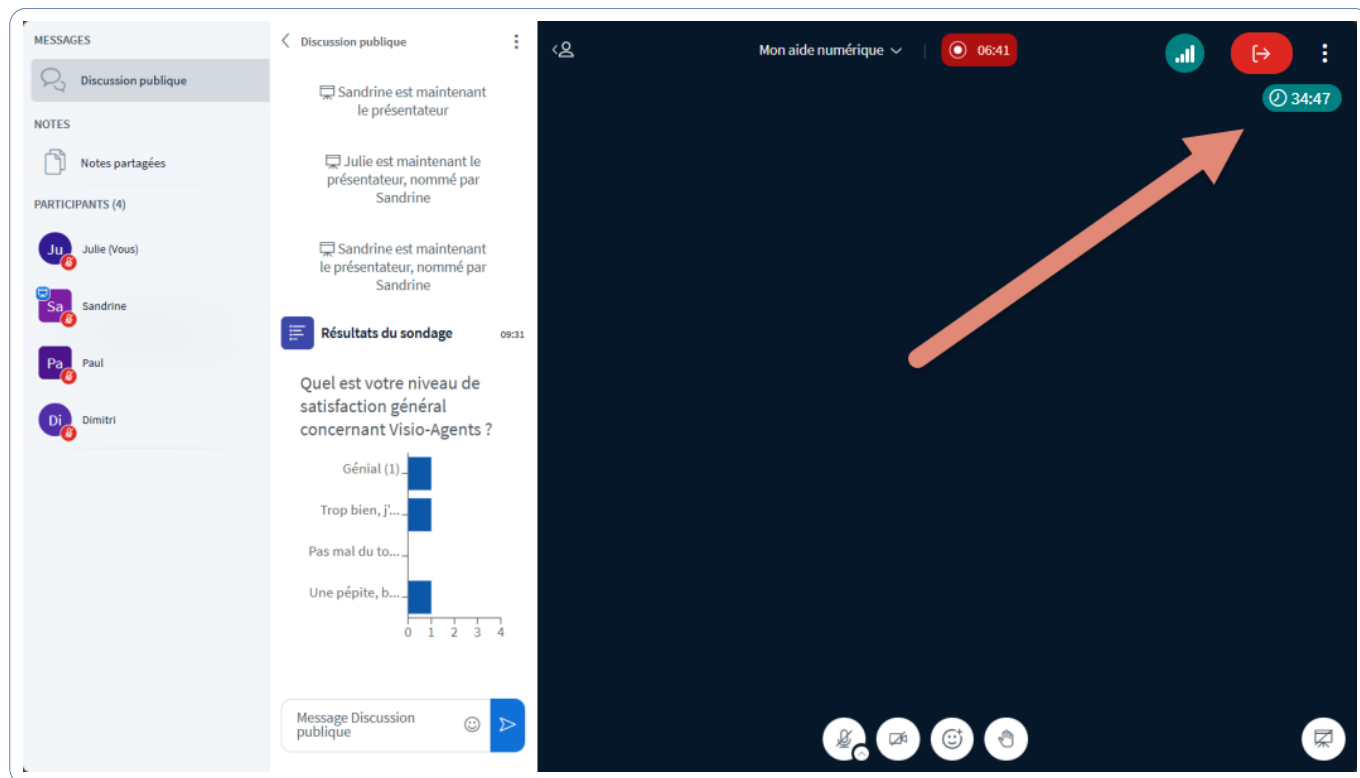 MESSAGES
Discussion publique
NOTES
Notes partagées
PARTICIPANTS (4)
Ju
Julie (Vous)
Sa
Sandrine
Pa
Paul
Di
Dimitri
Discussion publique
Sandrine est maintenant
le présentateur
Julie est maintenant le
présentateur, nommé par
Sandrine
Sandrine est maintenant
le présentateur, nommé par
Sandrine
Résultats du sondage
09:31
Quel est votre niveau de
satisfaction général
concernant Visio-Agents ?
Génial (1)
Trop bien, j'...
Pas mal du to...
Une pépite, b...
0 1 2 3 4
Message Discussion
publique
Mon aide numérique
06:41
34:47